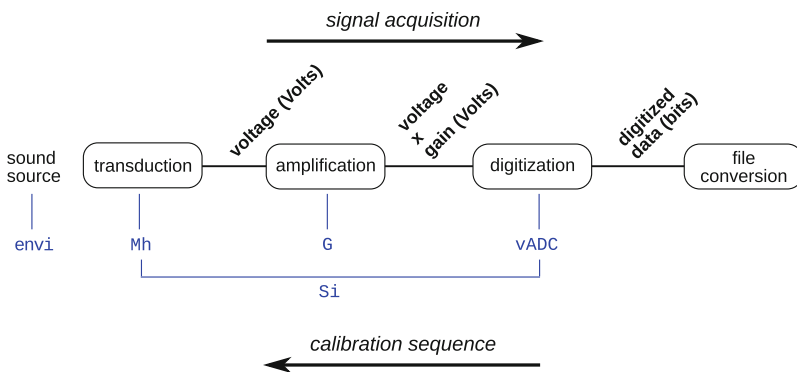 signal acquisition
voltage (Volts)
voltage
x
gain (Volts)
digitized
data (bits)
sound
source
transduction
amplification
digitization
file
conversion
envi
Mh
G
vADC
Si
calibration sequence